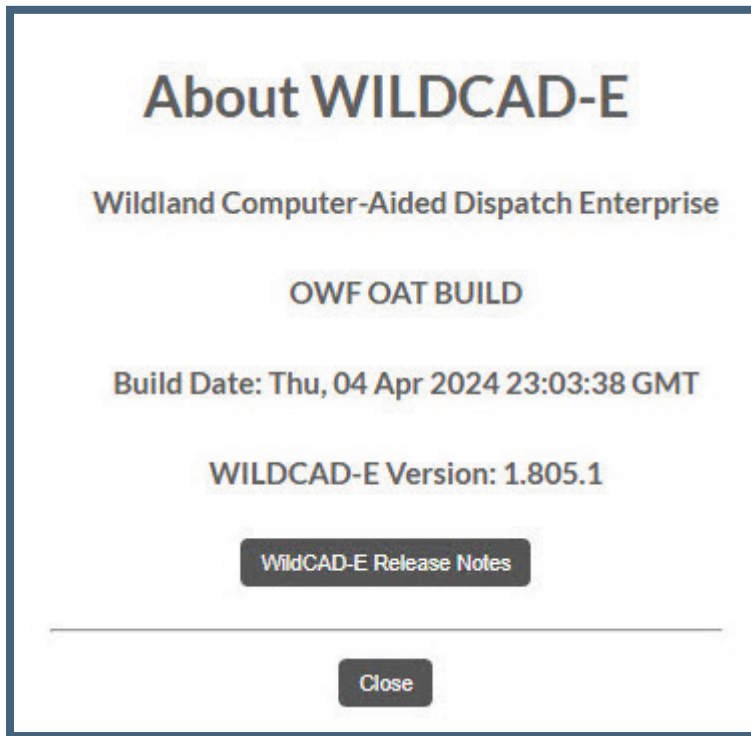 About WILDCAD-E
Wildland Computer-Aided Dispatch Enterprise
OWF OAT BUILD
Build Date: Thu, 04 Apr 2024 23:03:38 GMT
WILDCAD-E Version: 1.805.1
WildCAD-E Release Notes
Close